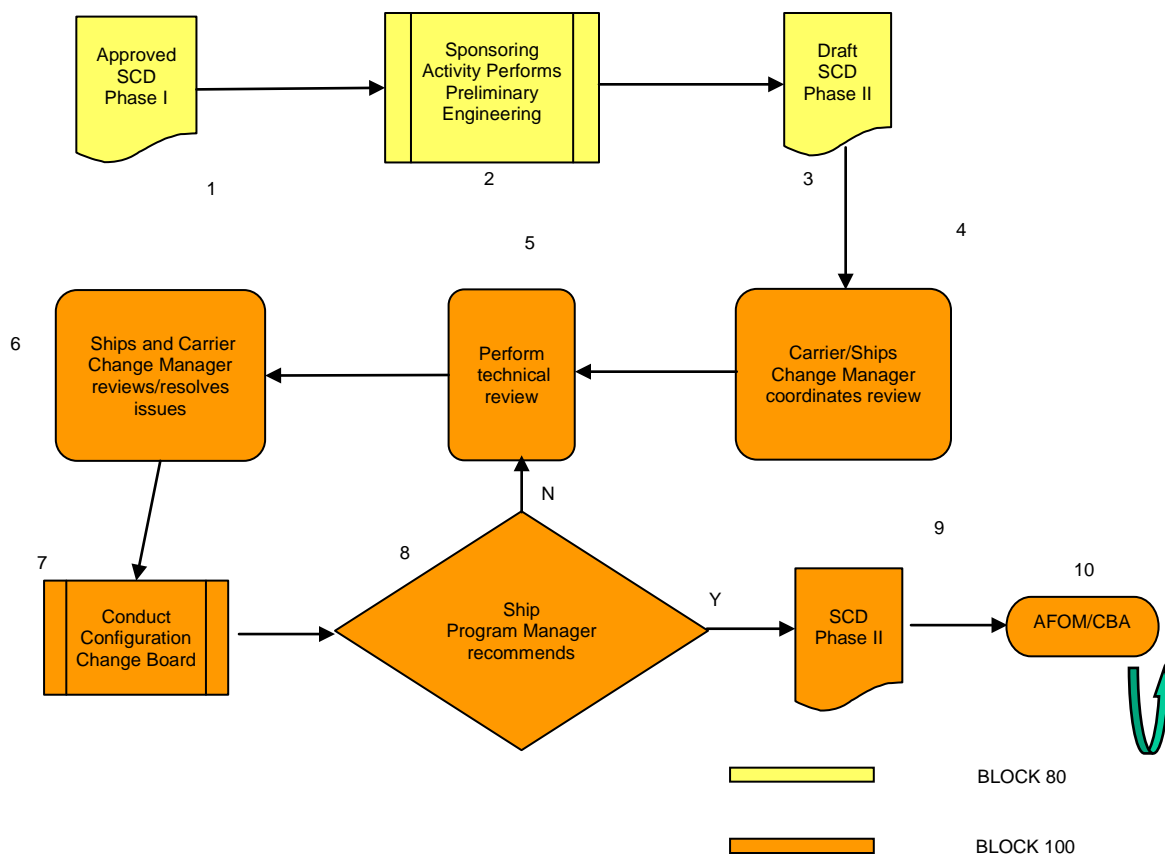 Approved
SCD
Phase I
Sponsoring
Activity Performs
Preliminary
Engineering
Draft
SCD
Phase II
1
2
3
4
5
6
Ships and Carrier
Change Manager
reviews/resolves
issues
Perform
technical
review
Carrier/Ships
Change Manager
coordinates review
N
7
Conduct
Configuration
Change Board
8
Ship
Program Manager
recommends
Y
9
SCD
Phase II
10
AFOM/CBA
BLOCK 80
BLOCK 100